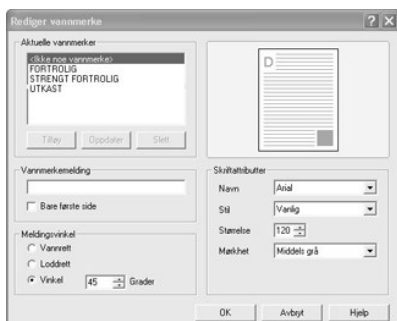 Rediger vannmerke
Aktuelle vannmerker
<Ikke noe vannmerke>
FORTROLIG
STRENGT FORTROLIG
UTKAST
Tilføy Oppdater Slett
Vannmerkemelding
Bare første side
Meldingsvinkel
Vannrett
Loddrett
Vinkel 45 Grader
D
Skriftattributter
Navn Arial
Stil Vanlig
Størrelse 120
Mørkhet Middels grå
OK Avbryt Hjelp